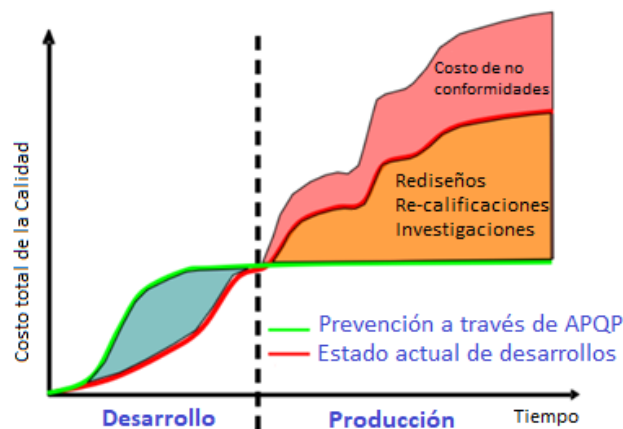 Costo total de la Calidad
Costo de no
conformidades
Rediseños
Re-calificaciones
Investigaciones
Prevención a través de APQP
Estado actual de desarrollos
Desarrollo
Producción
Tiempo